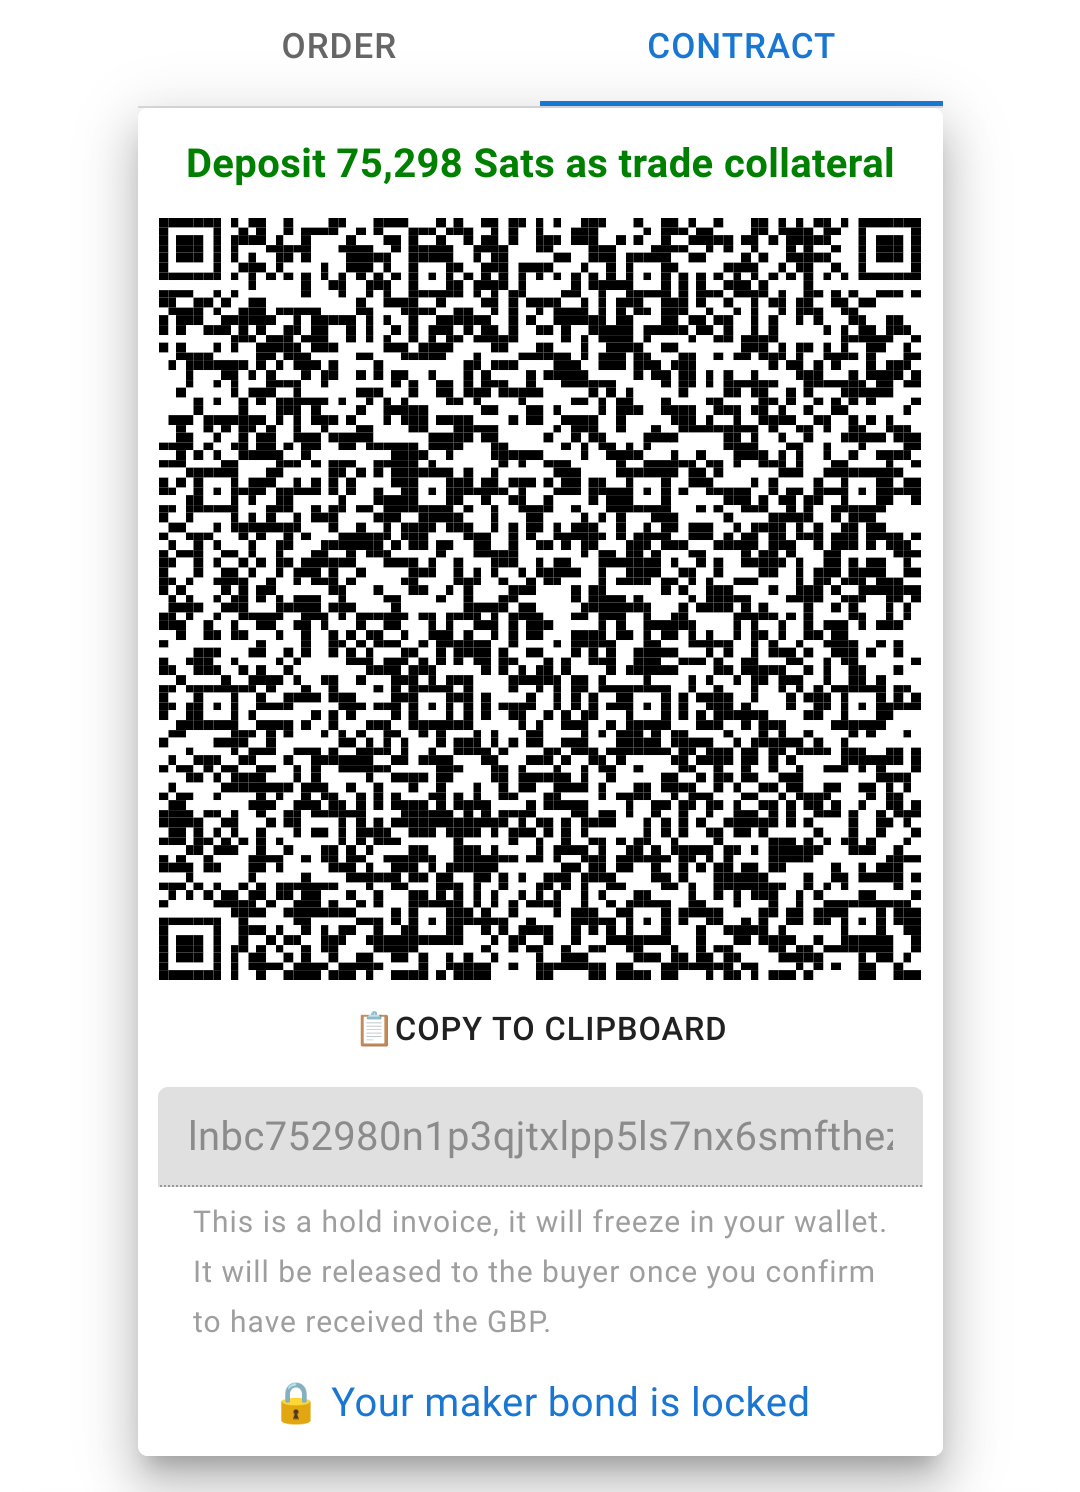 ORDER
CONTRACT
Deposit 75,298 Sats as trade collateral
📋COPY TO CLIPBOARD
lnbc752980n1p3qjtxlpp5ls7nx6smfthez
This is a hold invoice, it will freeze in your wallet.
It will be released to the buyer once you confirm
to have received the GBP.
🔒 Your maker bond is locked